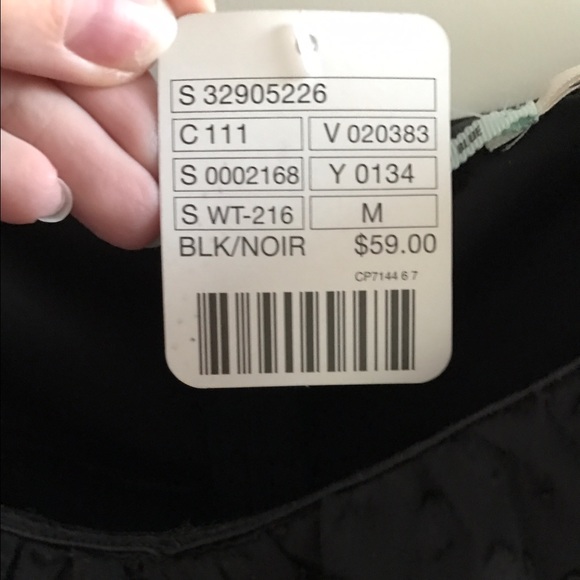 S 32905226
C 111 V 020383
S 0002168 Y 0134
S WT-216 M
BLK/NOIR $59.00
CP7144 6 7